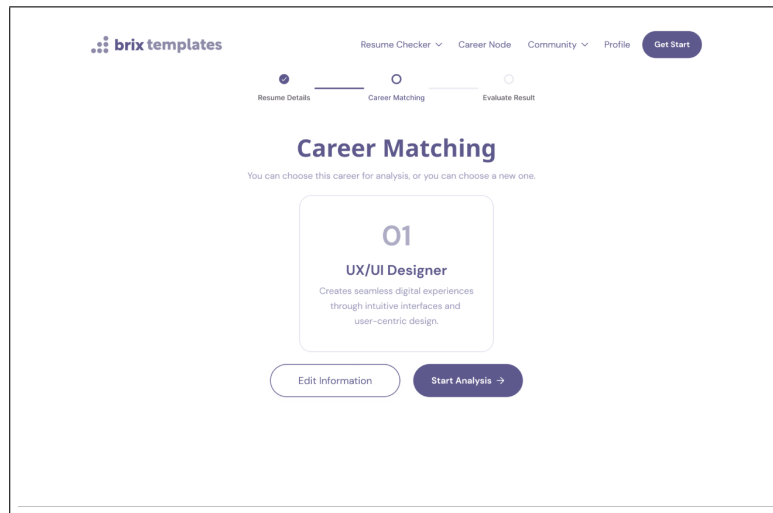 brix templates
Resume Checker Career Node Community Profile Get Start
Resume Details Career Matching Evaluate Result
Career Matching
You can choose this career for analysis, or you can choose a new one.
01
UX/UI Designer
Creates seamless digital experiences
through intuitive interfaces and
user-centric design.
Edit Information Start Analysis →